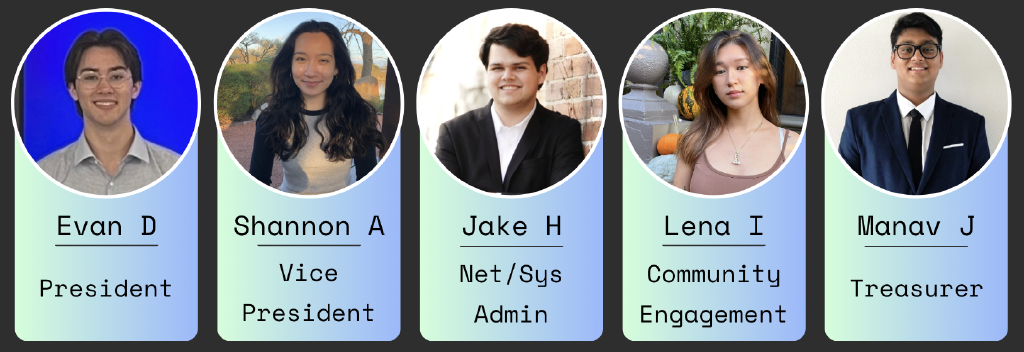 Evan D
President
Shannon A
Vice
President
Jake H
Net/Sys
Admin
Lena I
Community
Engagement
Manav J
Treasurer